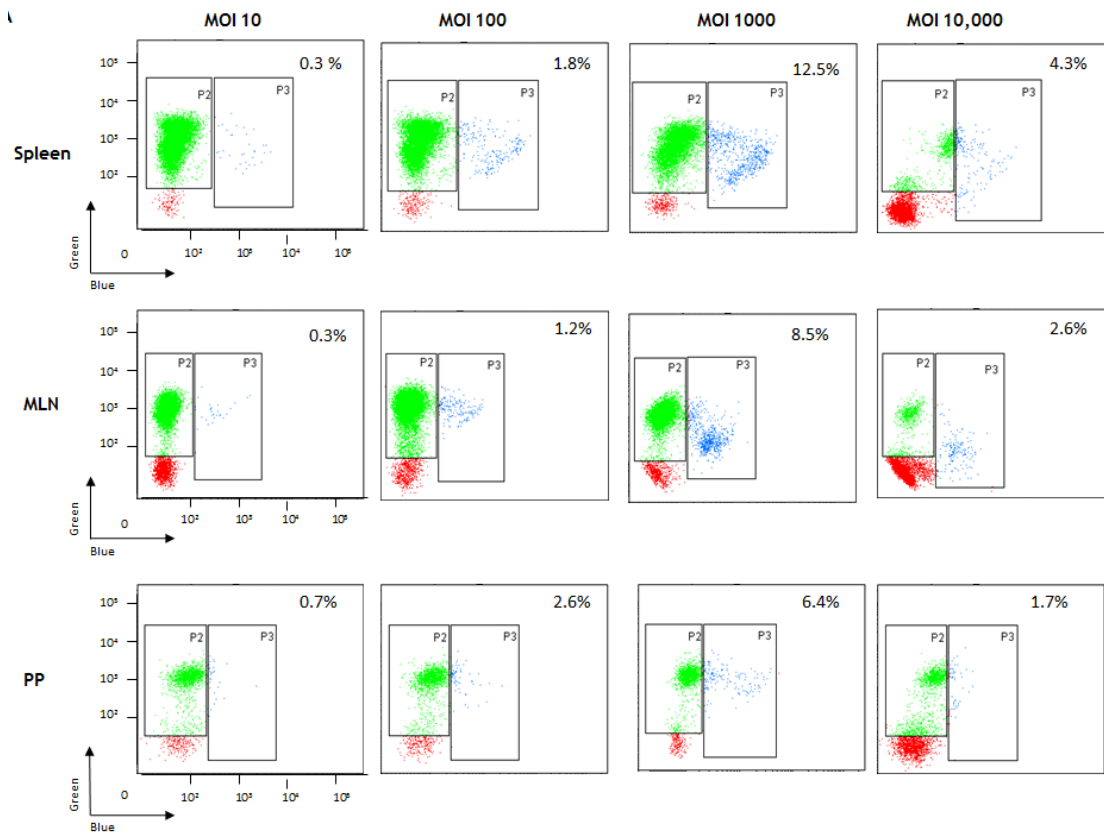 MOI 10 MOI 100 MOI 1000 MOI 10,000
0.3 % 1.8% 12.5% 4.3%
10⁵
P2 P3 P2 P3 P2 P3 P2 P3
10⁴
Spleen 10³
10²
Green 0 10² 10³ 10⁴ 10⁵
Blue
0.3% 1.2% 8.5% 2.6%
10⁵
P2 P3 P2 P3 P2 P3 P2 P3
10⁴
MLN 10³
10²
Green 0 10² 10³ 10⁴ 10⁵
Blue
0.7% 2.6% 6.4% 1.7%
10⁵
P2 P3 P2 P3 P2 P3 P2 P3
10⁴
PP 10³
10²
Green 0 10² 10³ 10⁴ 10⁵
Blue